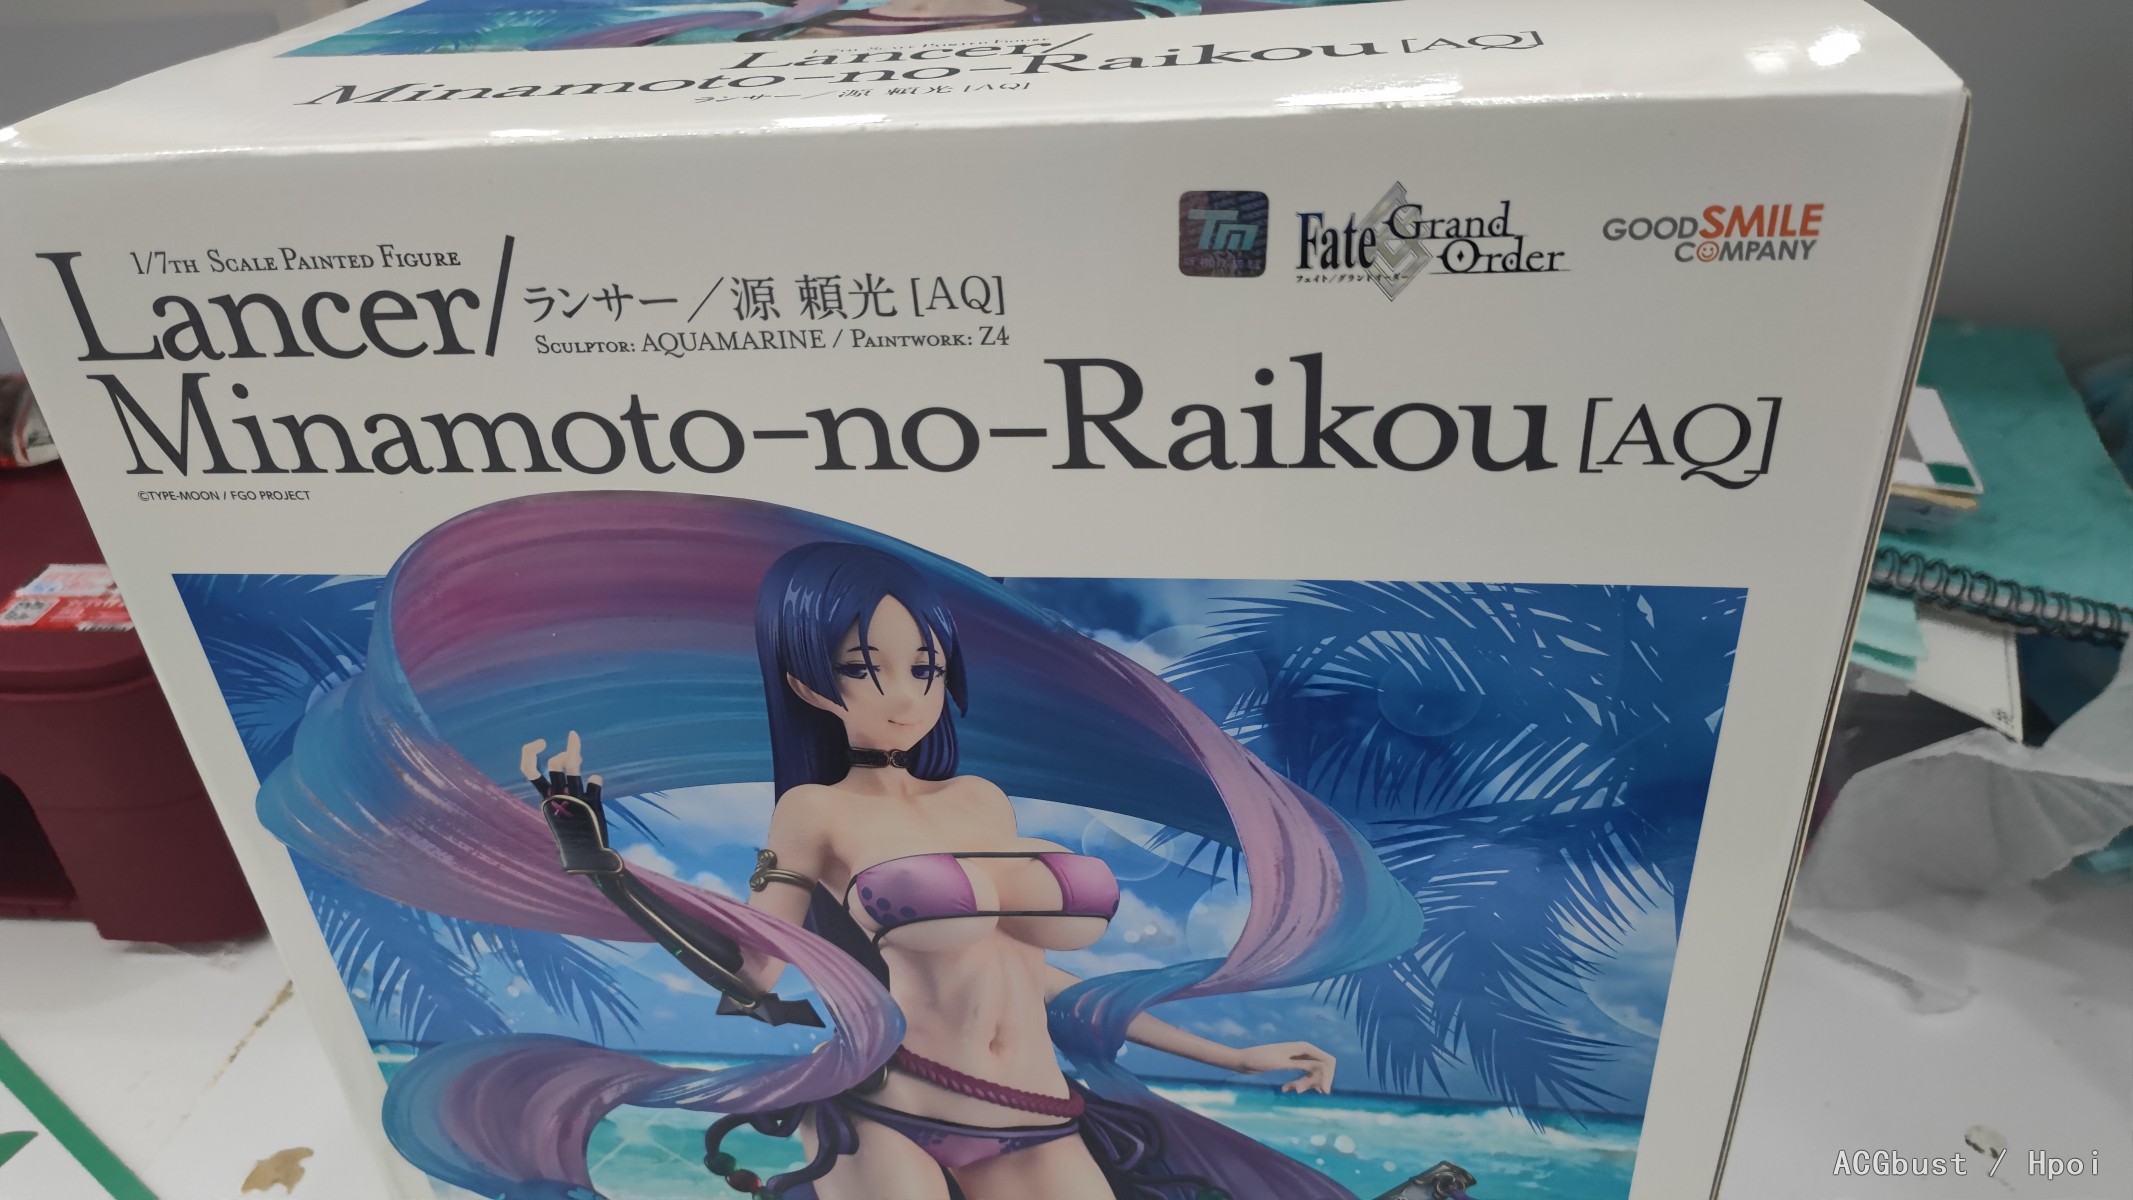 Lancer/
Minamoto-no-Raikou [AQ]
ランサー／源 頼光 [AQ]
1/7th Scale Painted Figure
Lancer/
ランサー／源 頼光 [AQ]
Sculptor: AQUAMARINE / Paintwork: Z4
Minamoto-no-Raikou [AQ]
©TYPE-MOON / FGO PROJECT
TM
Fate/Grand Order
フェイト／グランドオーダー
GOOD SMILE COMPANY
ACGbust / Hpoi